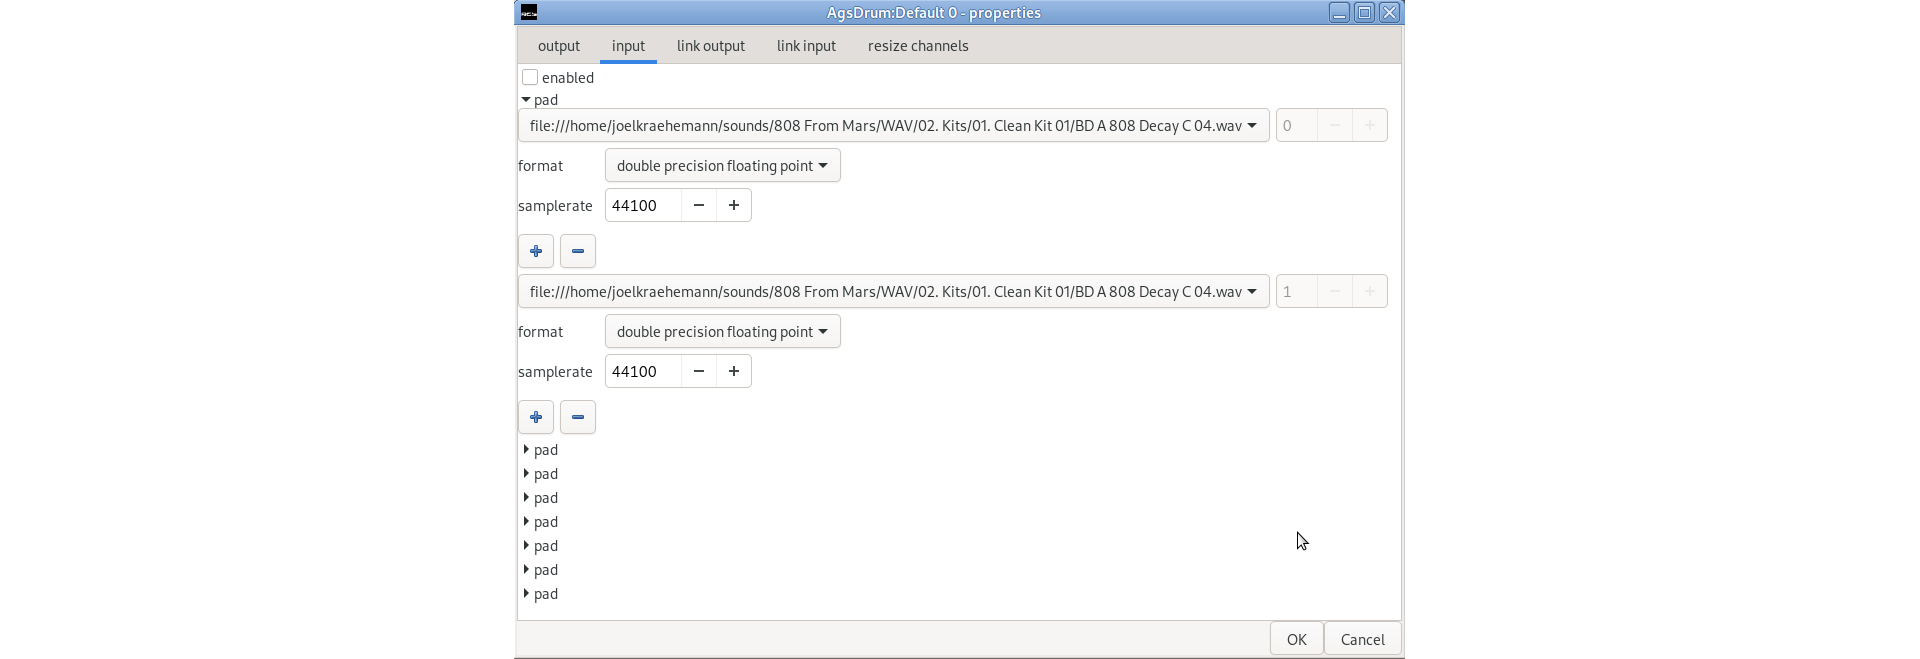 AgsDrum:Default 0 - properties
output input link output link input resize channels
enabled
pad
file:///home/joelkraehemann/sounds/808 From Mars/WAV/02. Kits/01. Clean Kit 01/BD A 808 Decay C 04.wav 0
format double precision floating point
samplerate 44100
file:///home/joelkraehemann/sounds/808 From Mars/WAV/02. Kits/01. Clean Kit 01/BD A 808 Decay C 04.wav 1
format double precision floating point
samplerate 44100
pad
pad
pad
pad
pad
pad
pad
OK Cancel